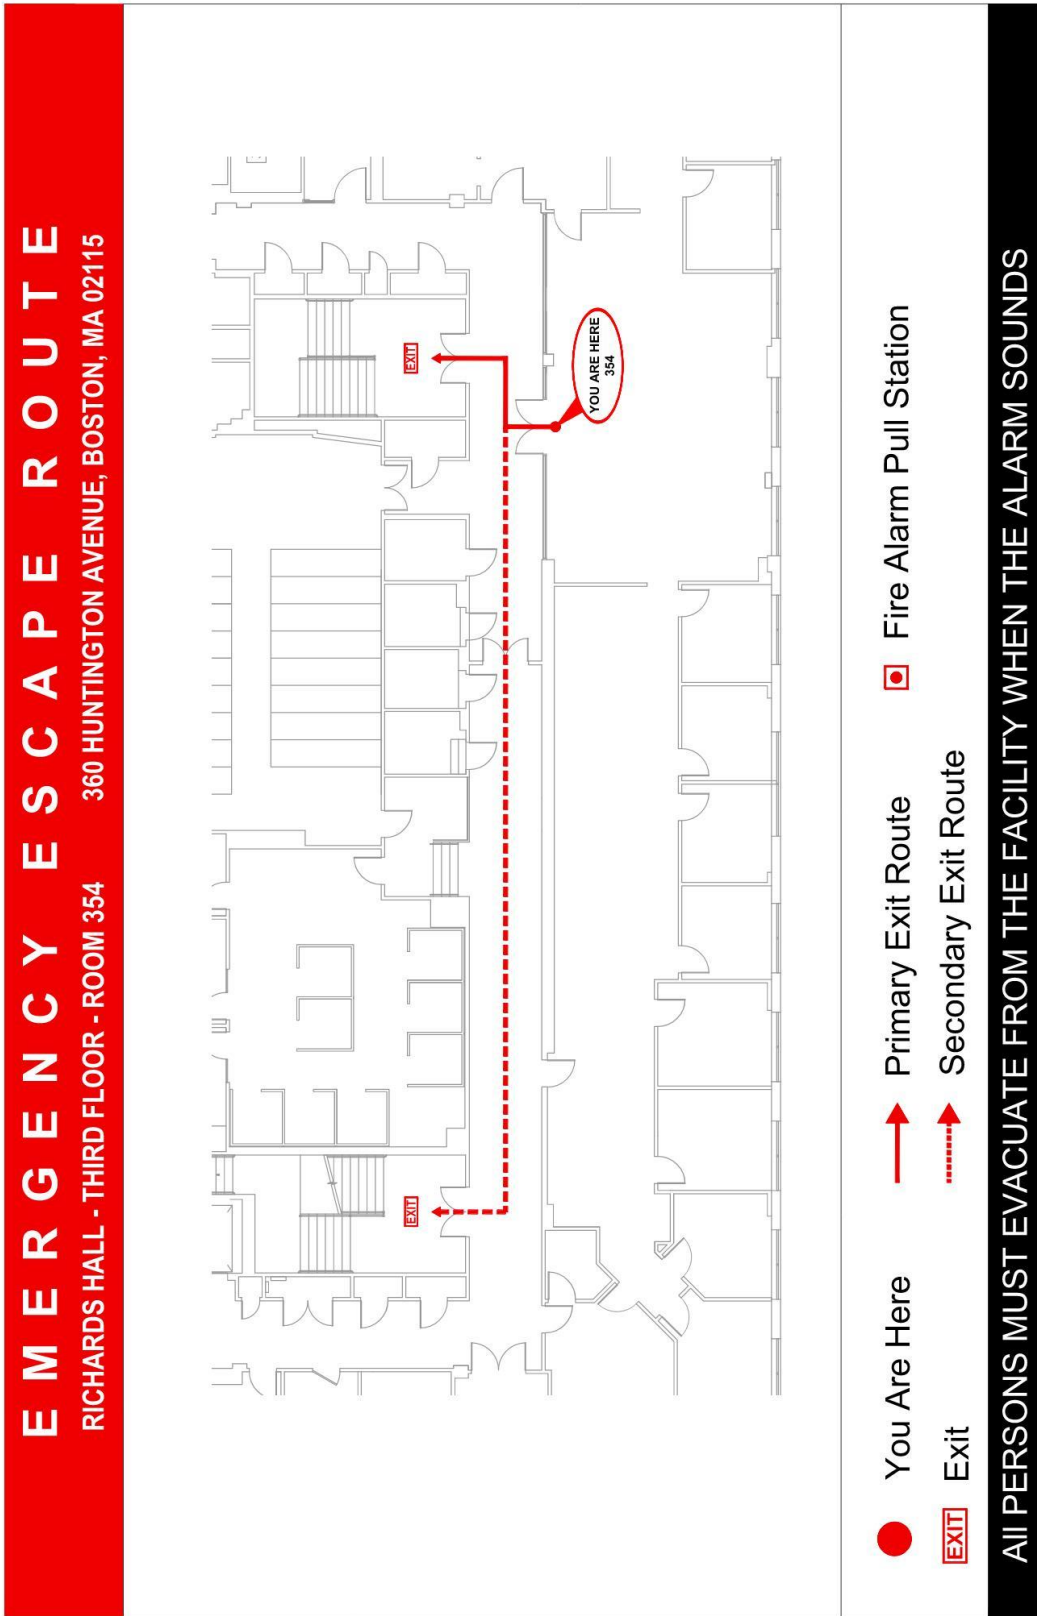 EMERGENCY ESCAPE ROUTE
RICHARDS HALL - THIRD FLOOR - ROOM 354 360 HUNTINGTON AVENUE, BOSTON, MA 02115
EXIT
EXIT
YOU ARE HERE
354
You Are Here
Primary Exit Route
Fire Alarm Pull Station
EXIT
Exit
Secondary Exit Route
All PERSONS MUST EVACUATE FROM THE FACILITY WHEN THE ALARM SOUNDS